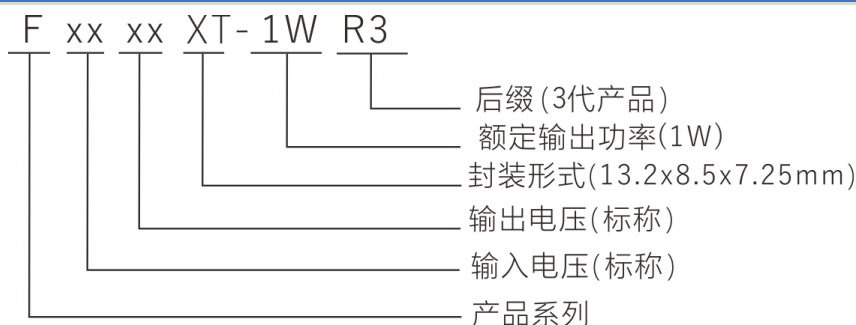 F xx xx XT-1W R3
后缀(3代产品)
额定输出功率(1W)
封装形式(13.2x8.5x7.25mm)
输出电压(标称)
输入电压(标称)
产品系列